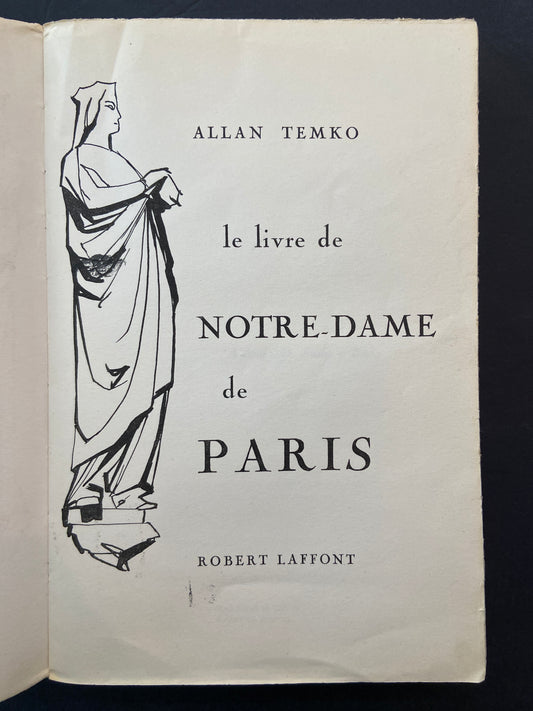 ALLAN TEMKO
le livre de
NOTRE-DAME
de
PARIS
ROBERT LAFFONT